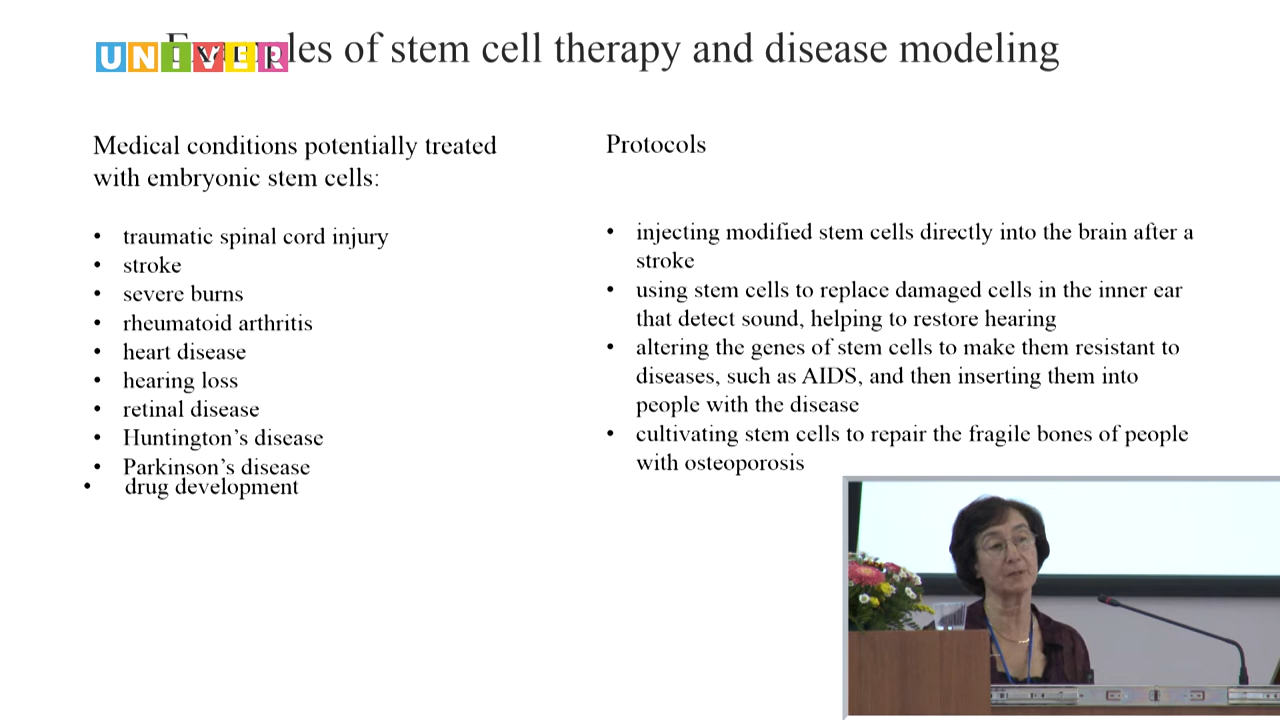 UNIVER
Examples of stem cell therapy and disease modeling
Medical conditions potentially treated
with embryonic stem cells:
• traumatic spinal cord injury
• stroke
• severe burns
• rheumatoid arthritis
• heart disease
• hearing loss
• retinal disease
• Huntington’s disease
• Parkinson’s disease
• drug development
Protocols
• injecting modified stem cells directly into the brain after a
stroke
• using stem cells to replace damaged cells in the inner ear
that detect sound, helping to restore hearing
• altering the genes of stem cells to make them resistant to
diseases, such as AIDS, and then inserting them into
people with the disease
• cultivating stem cells to repair the fragile bones of people
with osteoporosis